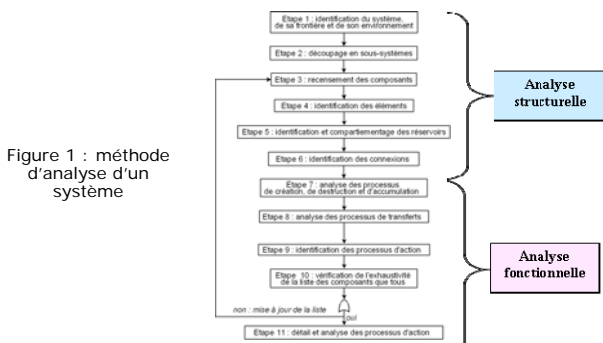 Etape 1 : identification du système,
de sa frontière et de son environnement
Etape 2 : découpage en sous-systèmes
Etape 3 : recensement des composants
Etape 4 : identification des éléments
Etape 5 : identification et compartiementage des réservoirs
Etape 6 : identification des connexions
Etape 7 : analyse des processus
de création, de destruction et d'accumulation
Etape 8 : analyse des processus de transferts
Etape 9 : identification des processus d'action
Etape 10 : vérification de l'exhaustivité
de la liste des composants que tous
non : mise à jour de la liste
oui
Etape 11 : détail et analyse des processus d'action
Analyse
structurelle
Analyse
fonctionnelle
Figure 1 : méthode
d'analyse d'un
système